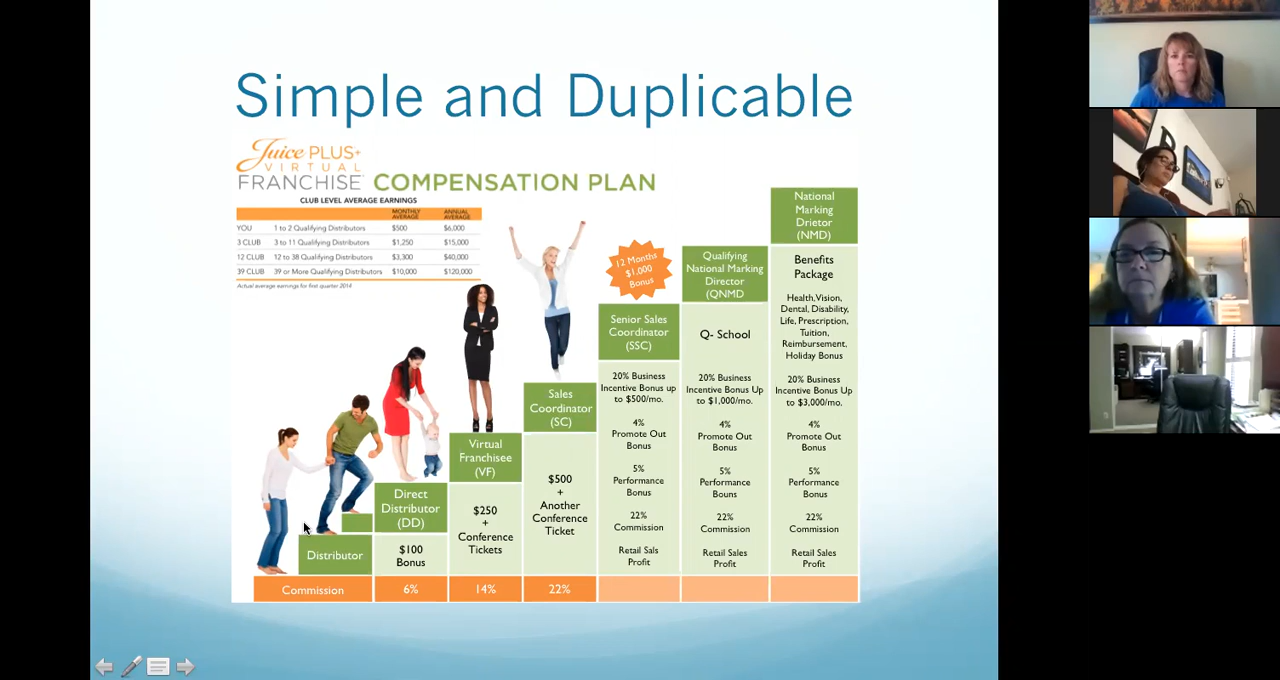 Simple and Duplicable
Juice PLUS+
VIRTUAL
FRANCHISE COMPENSATION PLAN
CLUB LEVEL AVERAGE EARNINGS
MONTHLY AVERAGE ANNUAL AVERAGE
YOU 1 to 2 Qualifying Distributors $500 $6,000
3 CLUB 3 to 11 Qualifying Distributors $1,250 $15,000
12 CLUB 12 to 38 Qualifying Distributors $3,300 $40,000
39 CLUB 39 or More Qualifying Distributors $10,000 $120,000
Actual average earnings for first quarter 2014
Distributor
Direct
Distributor
(DD)
$100
Bonus
Virtual
Franchisee
(VF)
$250
+
Conference
Tickets
Sales
Coordinator
(SC)
$500
+
Another
Conference
Ticket
12 Months
$1,000
Bonus
Senior Sales
Coordinator
(SSC)
20% Business
Incentive Bonus up
to $500/mo.
4%
Promote Out
Bonus
5%
Performance
Bonus
22%
Commission
Retail Sals
Profit
Qualifying
National Marking
Director
(QNMD
Q- School
20% Business
Incentive Bonus Up
to $1,000/mo.
4%
Promote Out
Bonus
5%
Performance
Bouns
22%
Commission
Retail Sales
Profit
National
Marking
Drietor
(NMD)
Benefits
Package
Health, Vision,
Dental, Disability,
Life, Prescription,
Tuition,
Reimbursement,
Holiday Bonus
20% Business
Incentive Bonus Up
to $3,000/mo.
4%
Promote Out
Bonus
5%
Performance
Bonus
22%
Commission
Retail Sales
Profit
Commission 6% 14% 22%